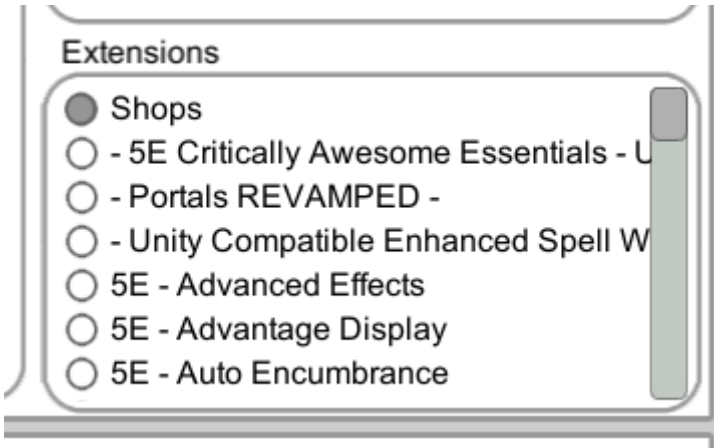 Extensions
Shops
- 5E Critically Awesome Essentials - U
- Portals REVAMPED -
- Unity Compatible Enhanced Spell W
5E - Advanced Effects
5E - Advantage Display
5E - Auto Encumbrance